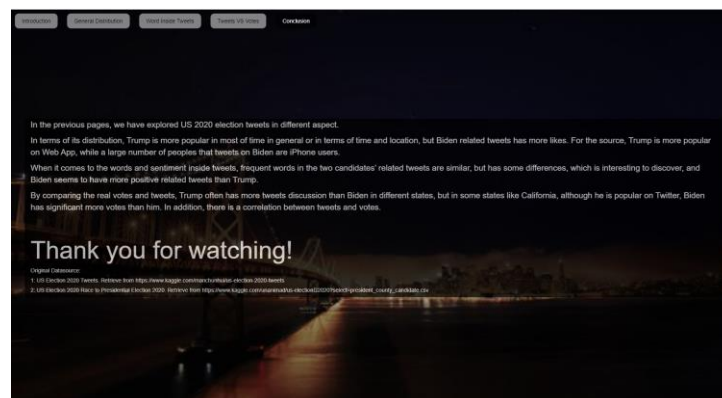 Introduction
General Distribution
Word Inside Tweets
Tweets VS Votes
Conclusion
In the previous pages, we have explored US 2020 election tweets in different aspect.
In terms of its distribution, Trump is more popular in most of time in general or in terms of time and location, but Biden related tweets has more likes. For the source, Trump is more popular
on Web App, while a large number of peoples that tweets on Biden are iPhone users.
When it comes to the words and sentiment inside tweets, frequent words in the two candidates' related tweets are similar, but has some differences, which is interesting to discover, and
Biden seems to have more positive related tweets than Trump.
By comparing the real votes and tweets, Trump often has more tweets discussion than Biden in different states, but in some states like California, although he is popular on Twitter, Biden
has significant more votes than him. In addition, there is a correlation between tweets and votes.
Thank you for watching!
Original Datasource:
1. US Election 2020 Tweets. Retrieve from https://www.kaggle.com/manchunhui/us-election-2020-tweets
2. US Election 2020 Race to Presidential Election 2020. Retrieve from https://www.kaggle.com/unanimad/us-election-2020?select=president_county_candidate.csv